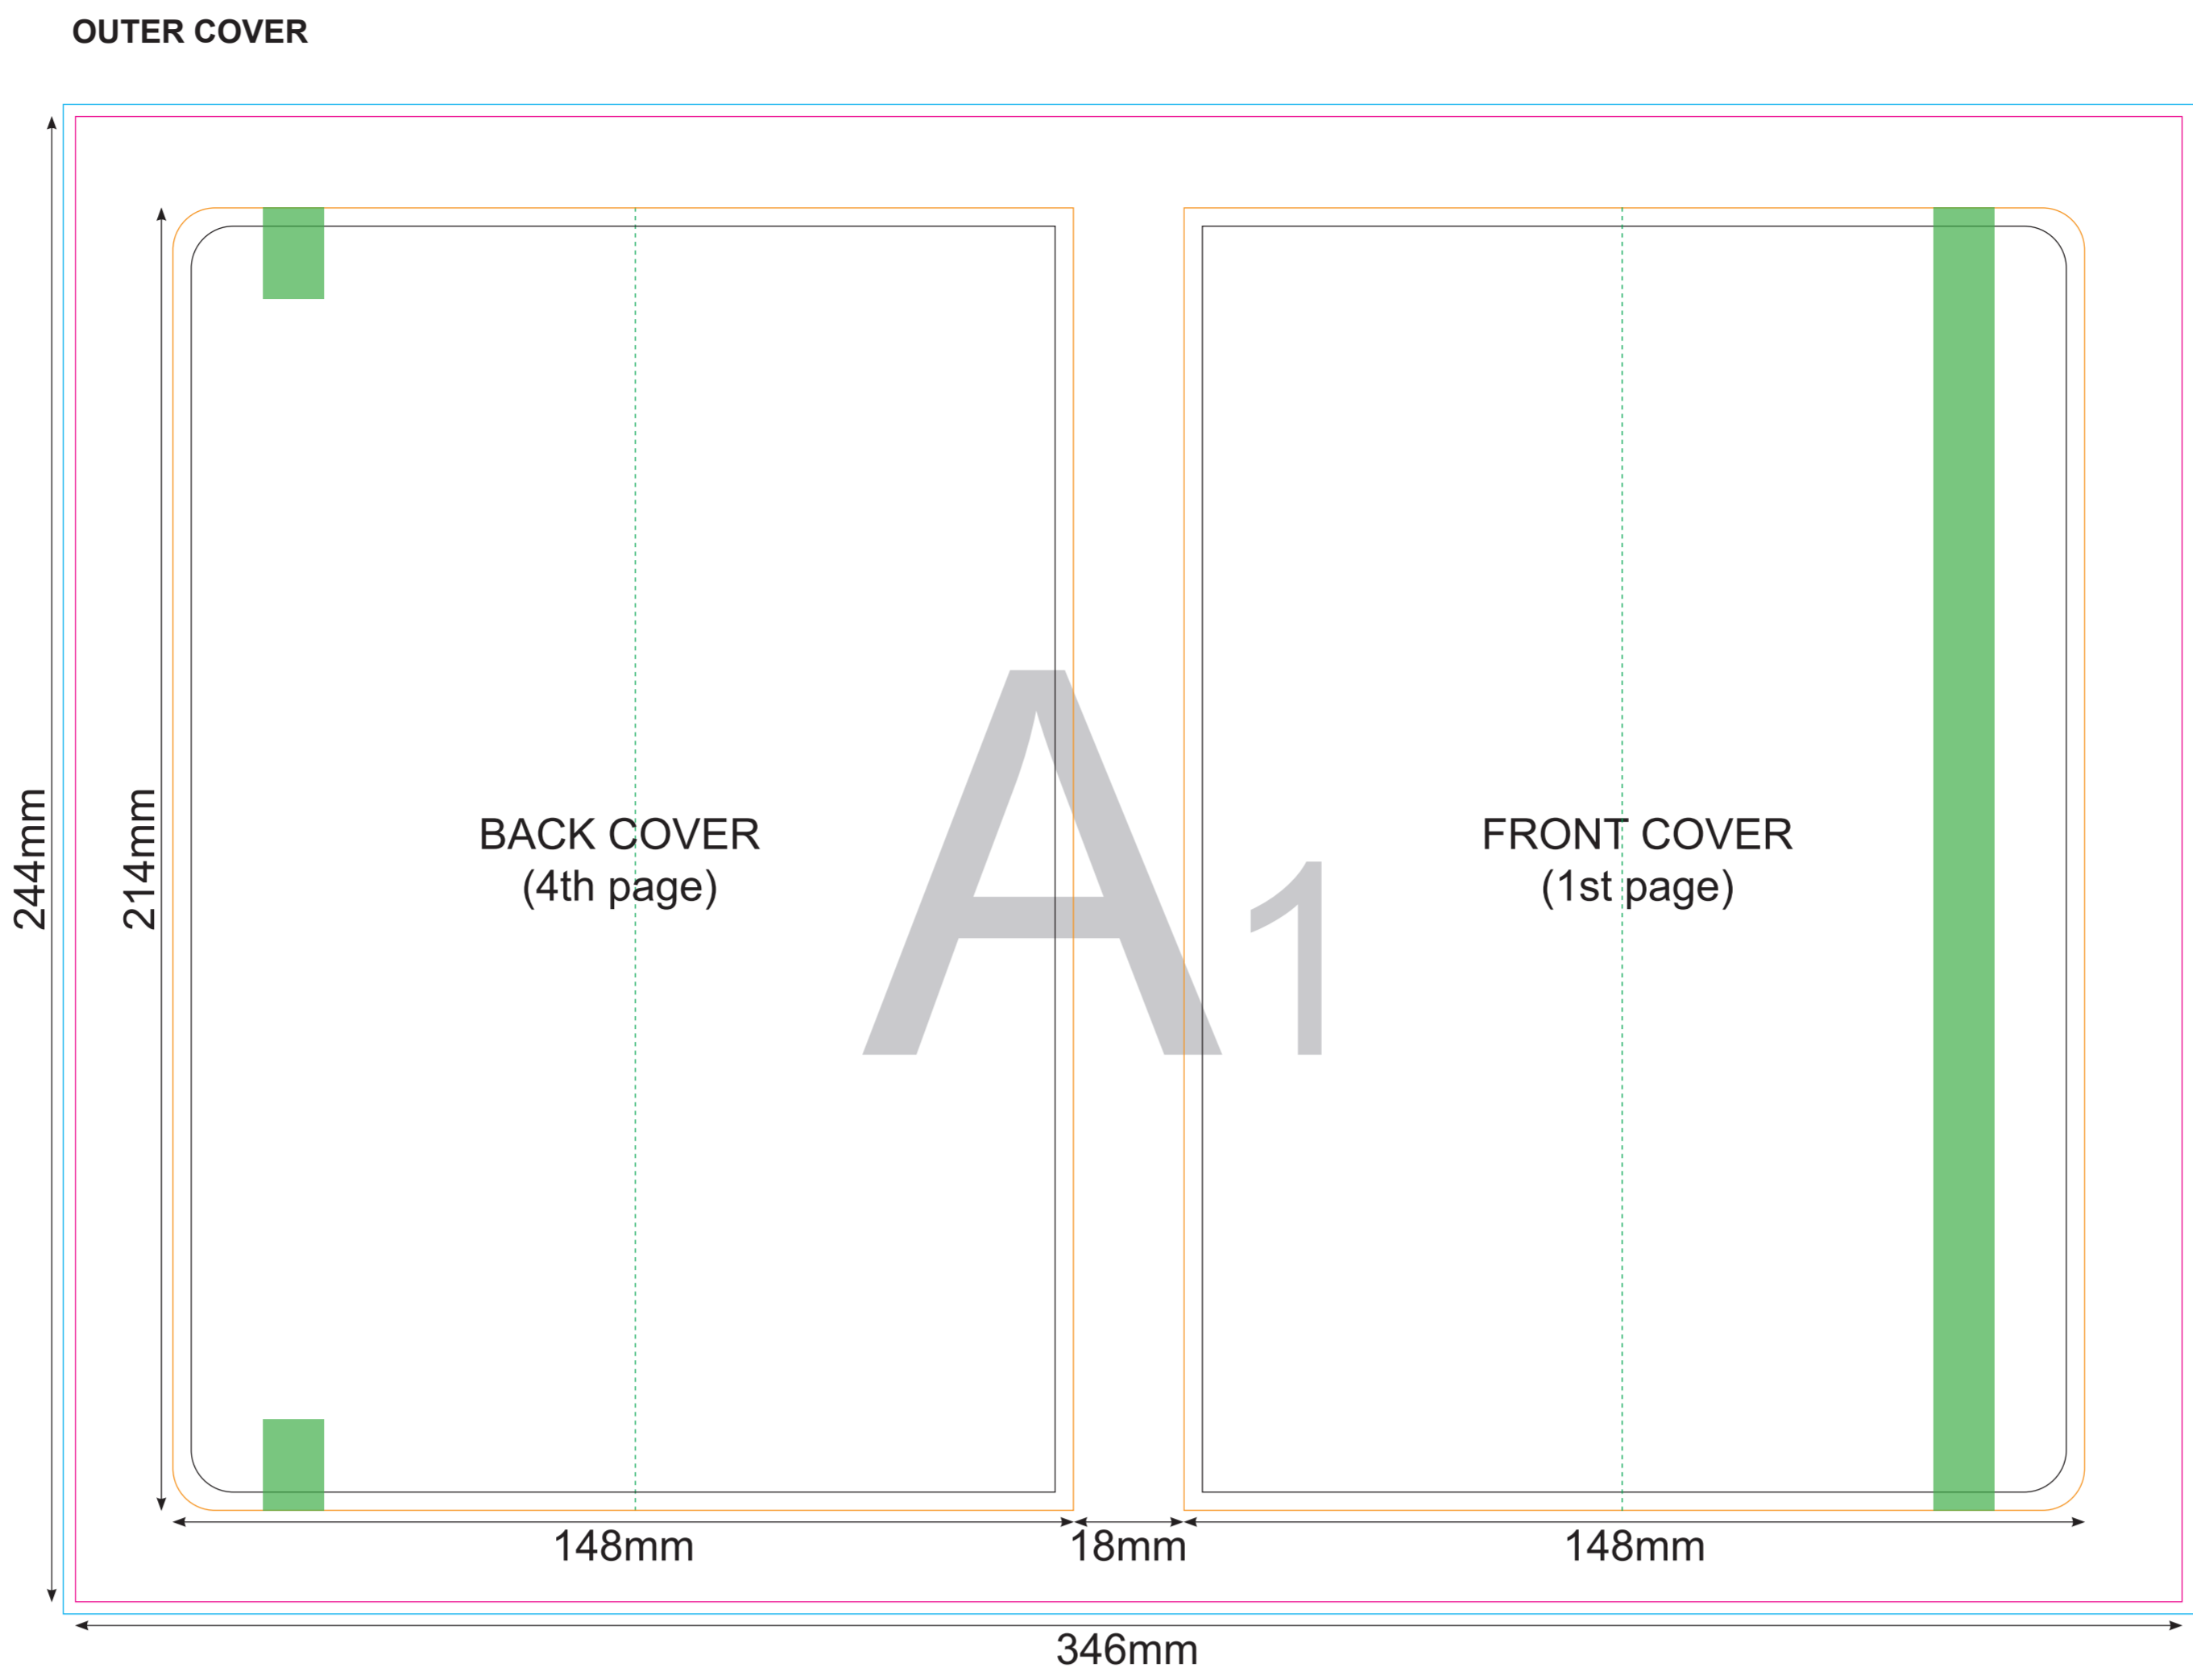 OUTER COVER
244mm
214mm
BACK COVER
(4th page)
A1
FRONT COVER
(1st page)
148mm
18mm
148mm
346mm